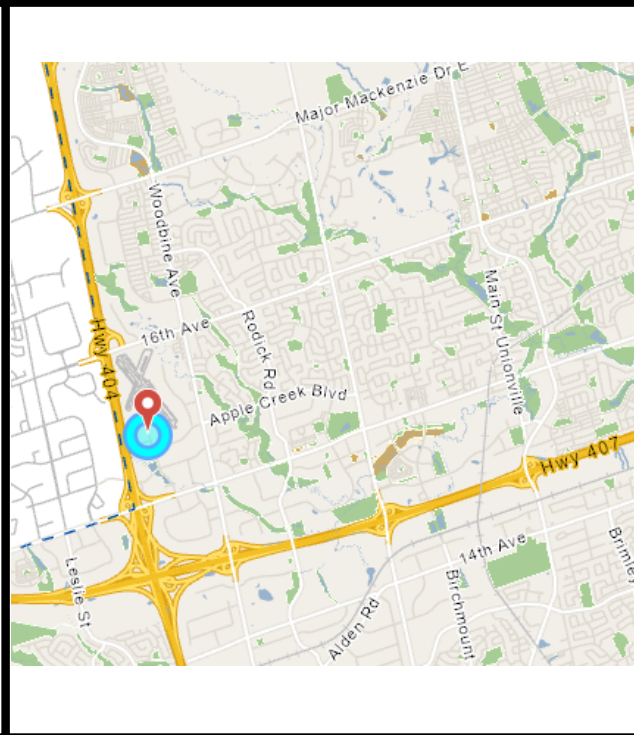 Major Mackenzie Dr E
Woodbine Ave
16th Ave
Hwy 404
Rodick Rd
Main St Unionville
Apple Creek Blvd
Hwy 407
14th Ave
Leslie St
Alden Rd
Birchmount
Brimley